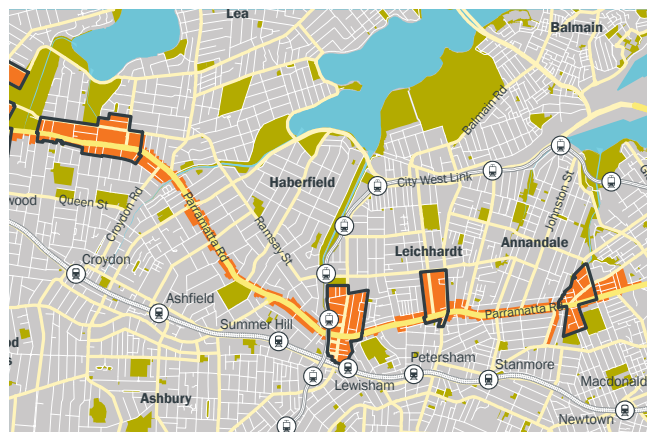 Lea
Balmain
Balmain Rd
City West Link
Haberfield
wood
Queen St
Croydon Rd
Parramatta Rd
Ramsay St
Johnston St
Leichhardt
Annandale
Croydon
Ashfield
Summer Hill
Parramatta R
Petersham
Stanmore
Lewisham
Macdonald
Ashbury
Newtown